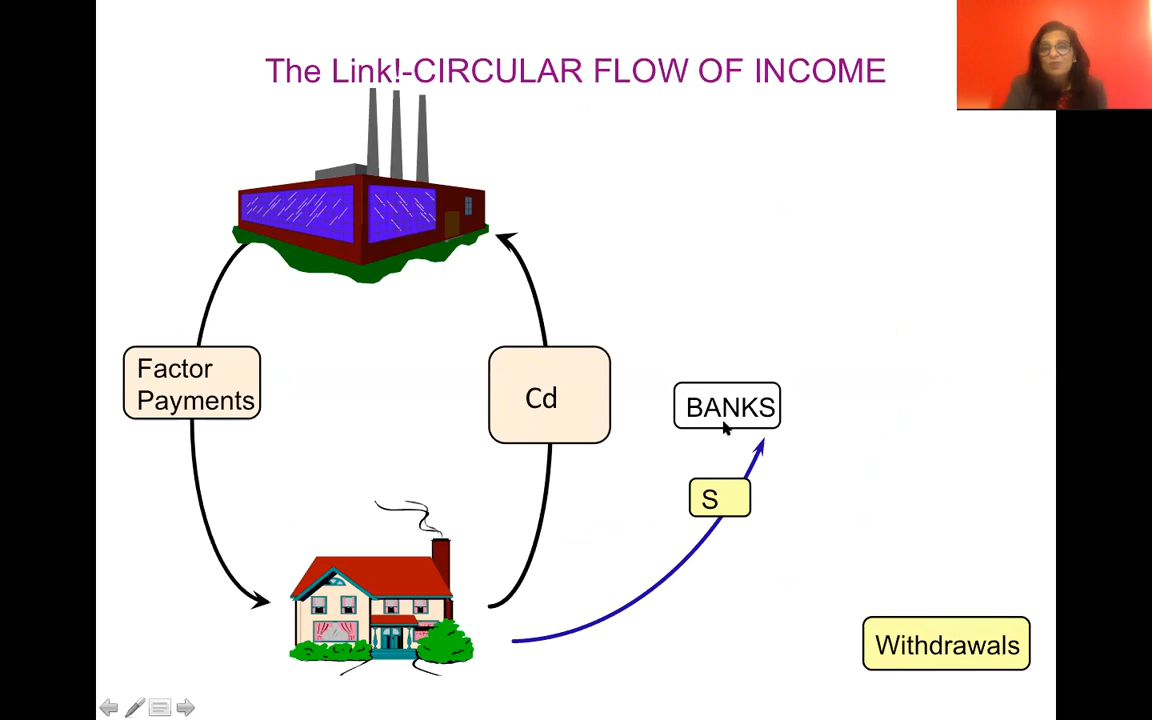 The Link!-CIRCULAR FLOW OF INCOME
Factor
Payments
Cd
BANKS
S
Withdrawals